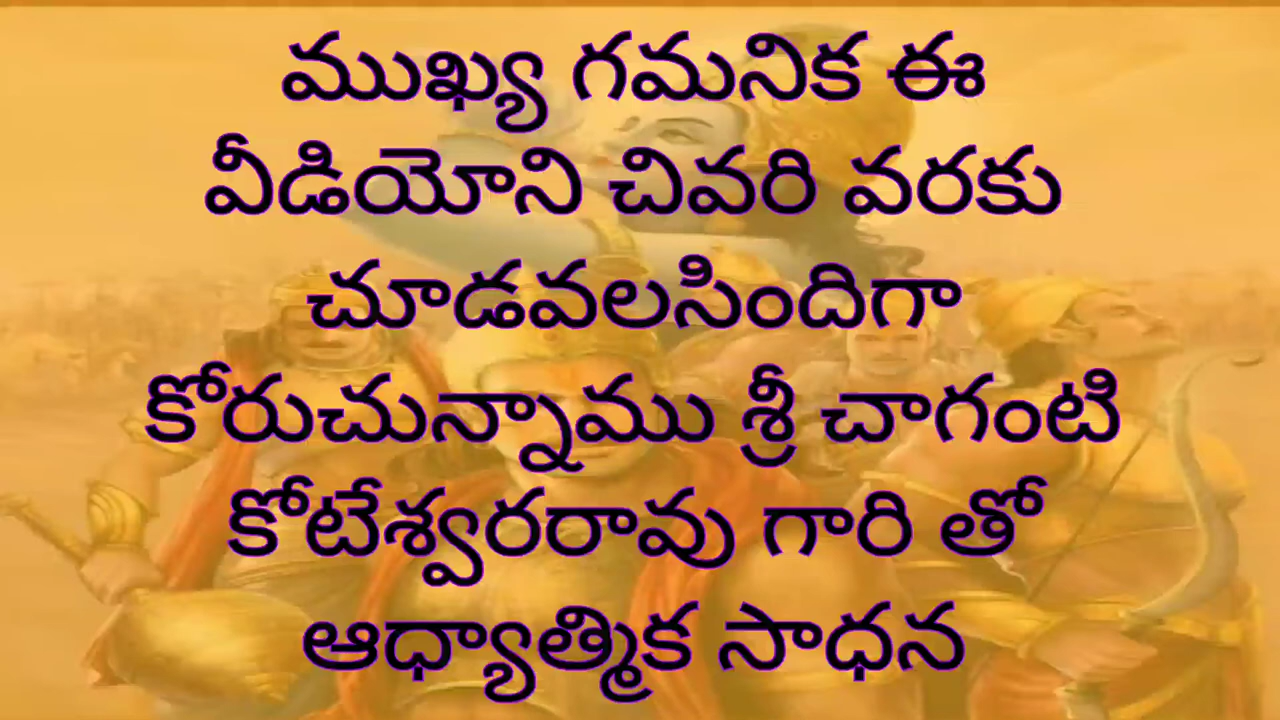 ముఖ్య గమనిక ఈ
వీడియోని చివరి వరకు
చూడవలసిందిగా
కోరుచున్నాము శ్రీ చాగంటి
కోటేశ్వరరావు గారి తో
ఆధ్యాత్మిక సాధన